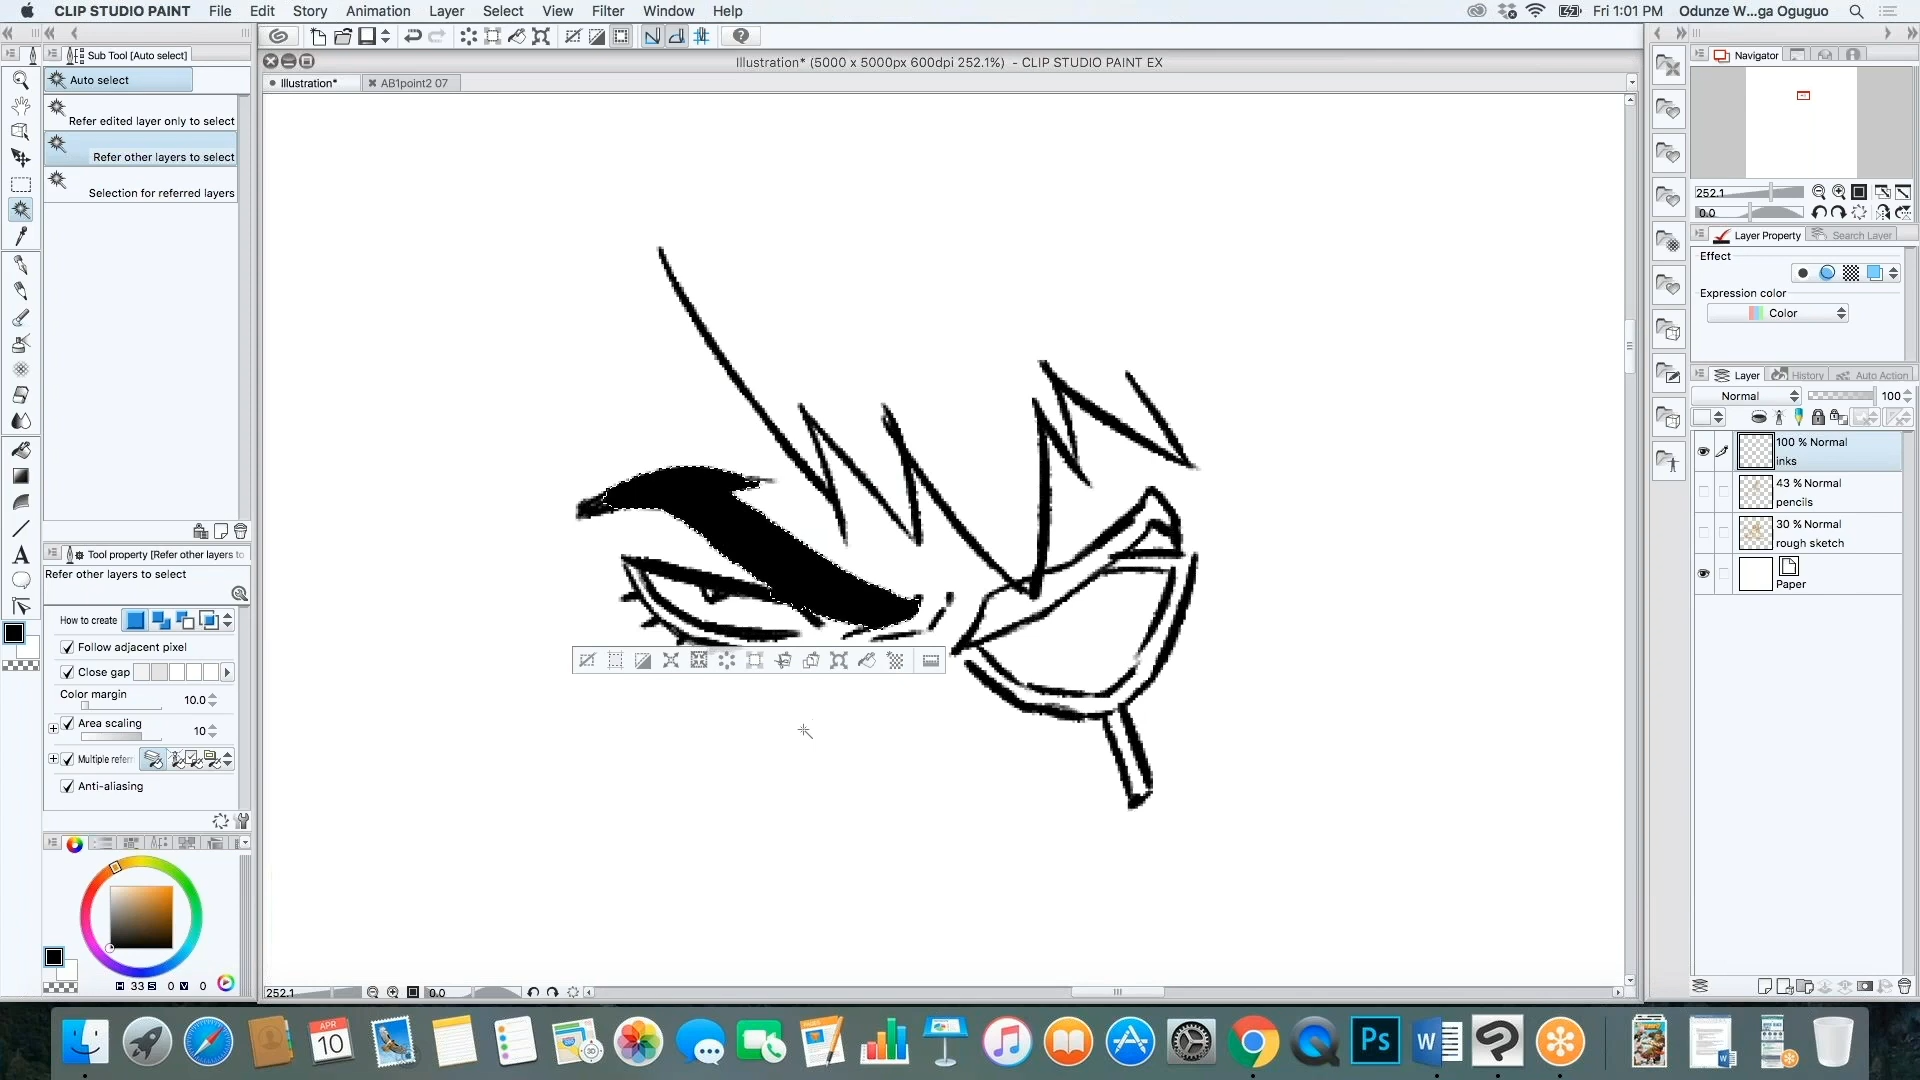 CLIP STUDIO PAINT File Edit Story Animation Layer Select View Filter Window Help Fri 1:01 PM Odunze W...ga Oguguo
Sub Tool [Auto select]
Auto select
Refer edited layer only to select
Refer other layers to select
Selection for referred layers
Tool property [Refer other layers to
Refer other layers to select
How to create
Follow adjacent pixel
Close gap
Color margin
10.0
Area scaling
10
Multiple referr
Anti-aliasing
H 33 S 0 V 0
Illustration* (5000 x 5000px 600dpi 252.1%) - CLIP STUDIO PAINT EX
Illustration* AB1point2 07
252.1 0.0
Navigator
252.1
0.0
Layer Property Search Layer
Effect
Expression color
Color
Layer History Auto Action
Normal 100
100 % Normal
inks
43 % Normal
pencils
30 % Normal
rough sketch
Paper
APR
10
PAGES
3D
Ps
W
W